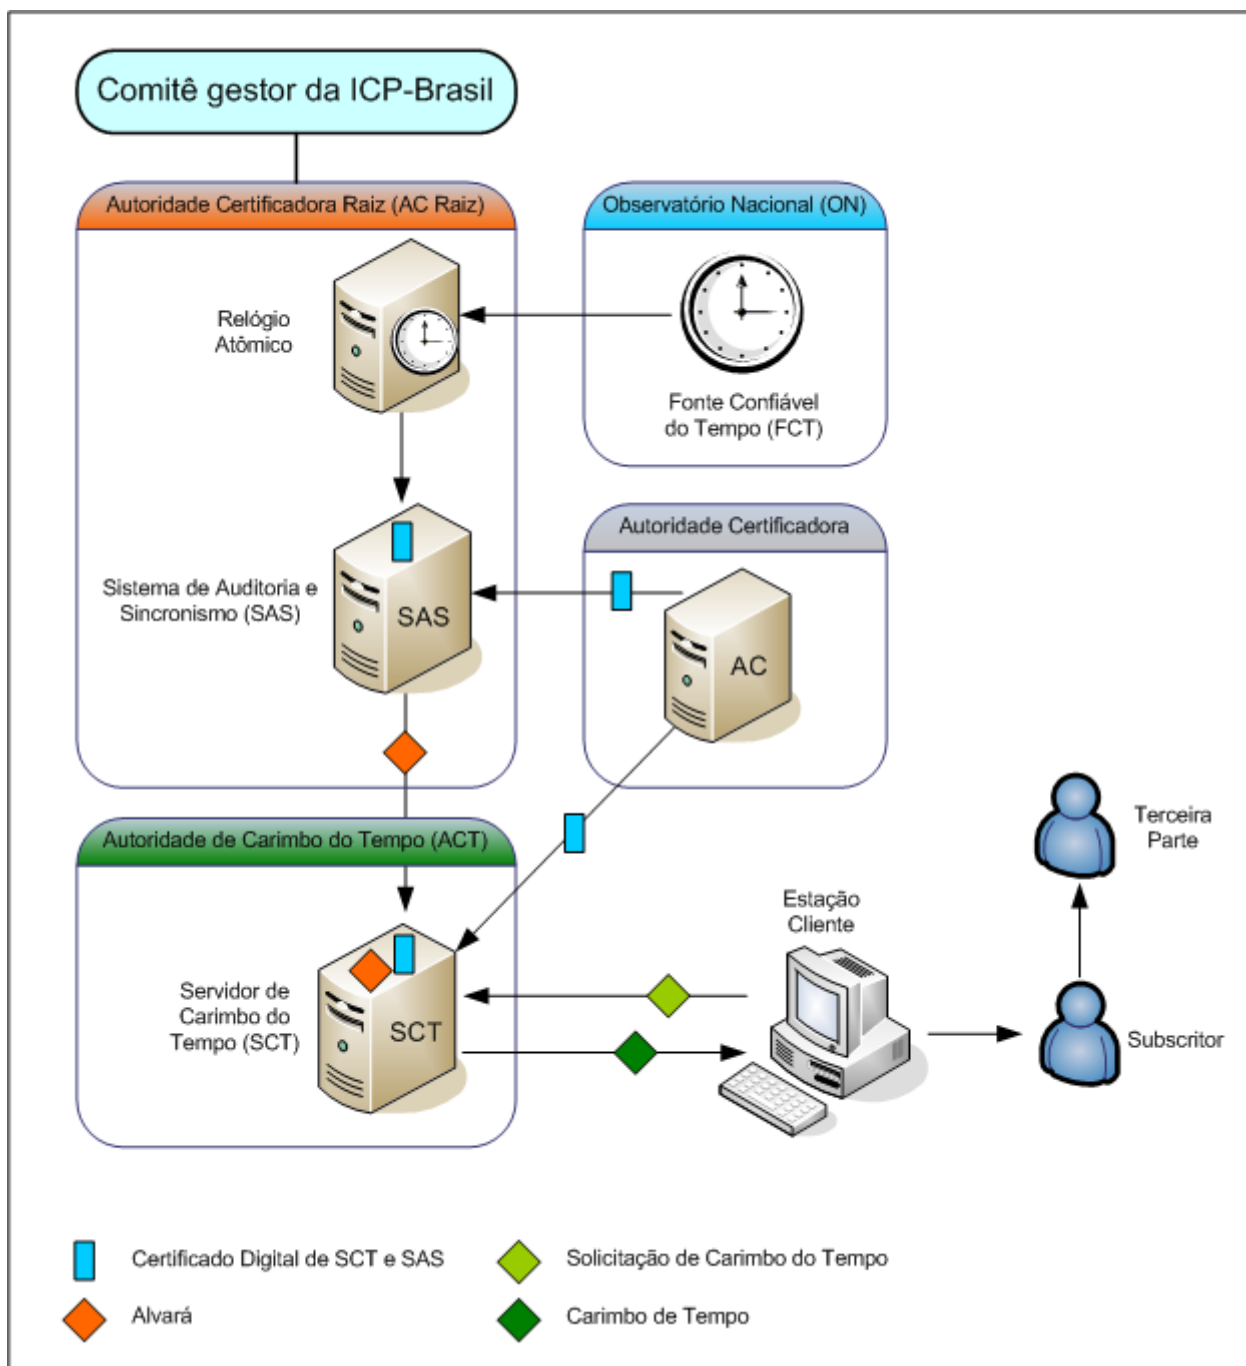 Comitê gestor da ICP-Brasil
Autoridade Certificadora Raiz (AC Raiz)
Observatório Nacional (ON)
Relógio
Atômico
Fonte Confiável
do Tempo (FCT)
Autoridade Certificadora
Sistema de Auditoria e
Sincronismo (SAS)
SAS
AC
Autoridade de Carimbo do Tempo (ACT)
Terceira
Parte
Estação
Cliente
Servidor de
Carimbo do
Tempo (SCT)
SCT
Subscritor
Certificado Digital de SCT e SAS
Solicitação de Carimbo do Tempo
Alvará
Carimbo de Tempo